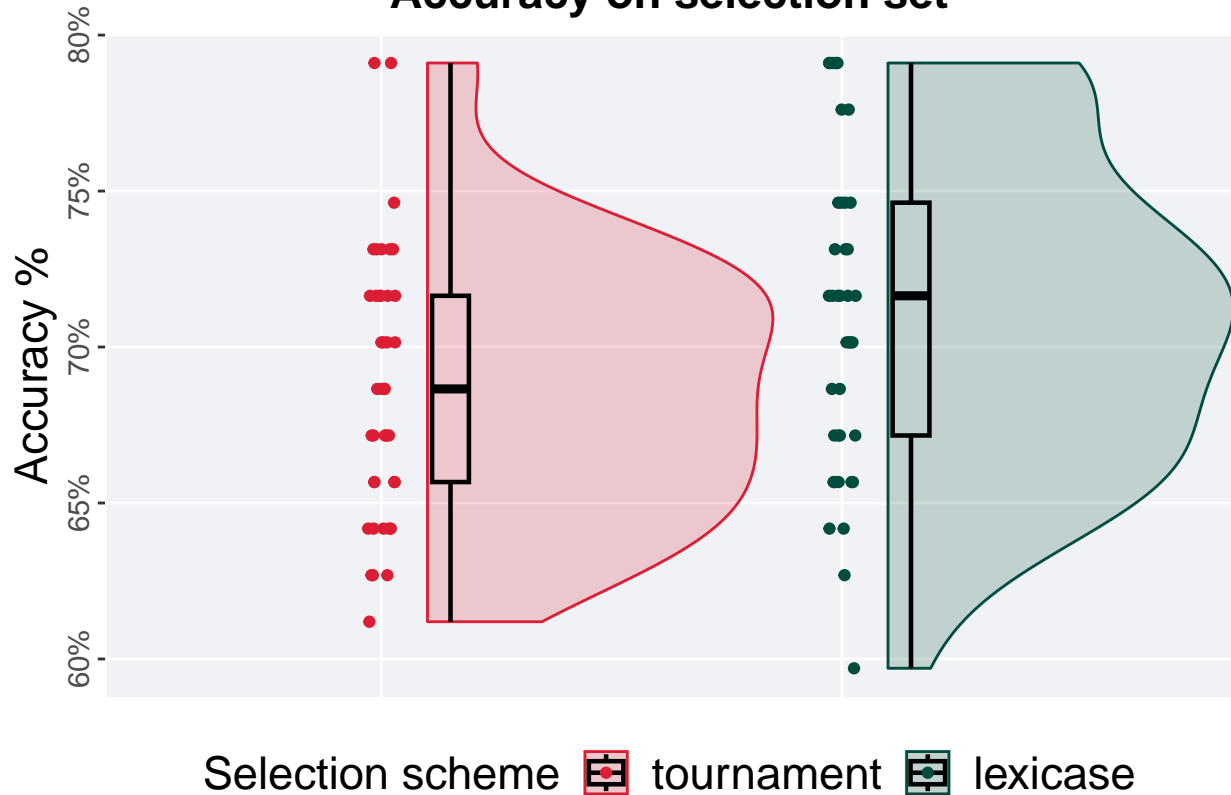 Accuracy on selection set
80%
75%
70%
65%
60%
Accuracy %
Selection scheme tournament lexicase